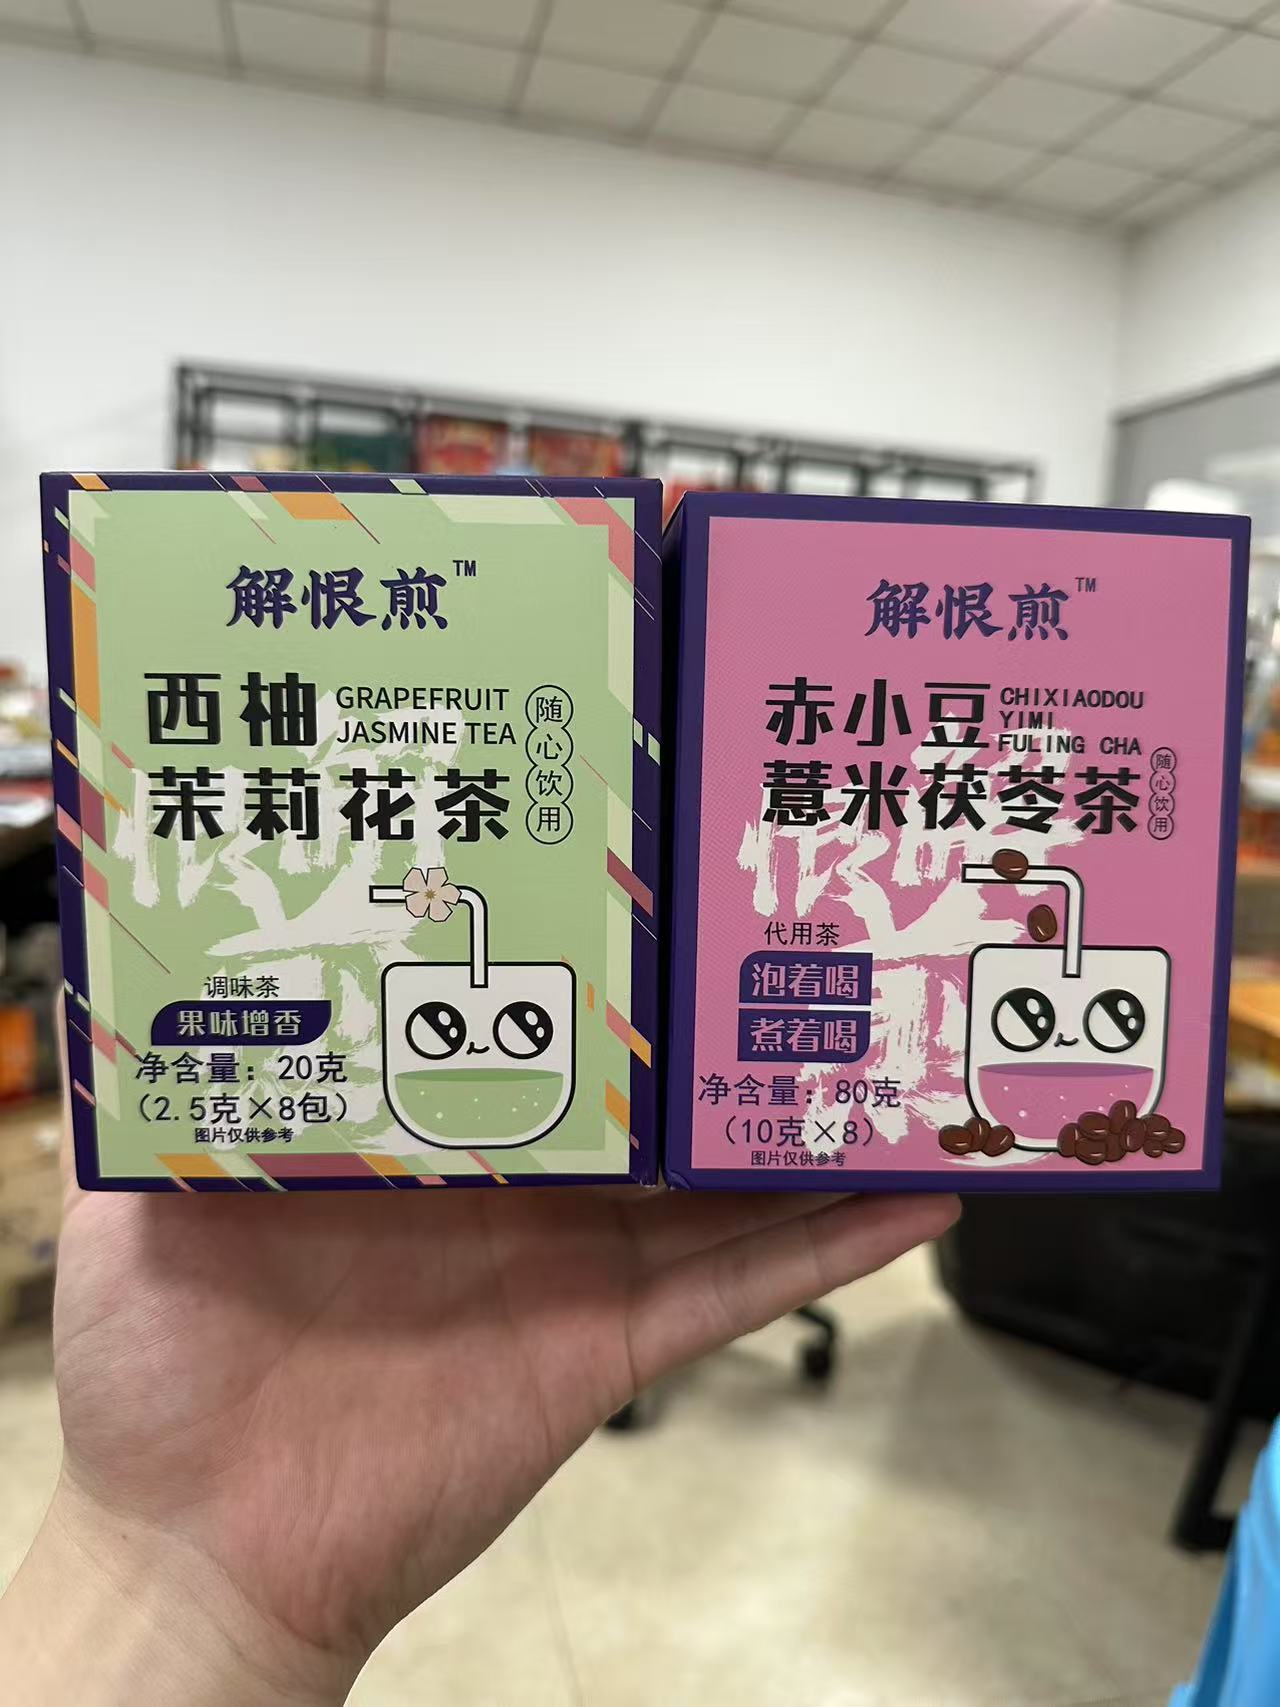 解恨煎™
西柚
GRAPEFRUIT
JASMINE TEA
茉莉花茶
随心饮用
调味茶
果味增香
净含量：20克
（2.5克×8包）
图片仅供参考
解恨煎™
赤小豆
CHIXIAODOU
YIMI
FULING CHA
薏米茯苓茶
随心饮用
代用茶
泡着喝
煮着喝
净含量：80克
（10克×8）
图片仅供参考